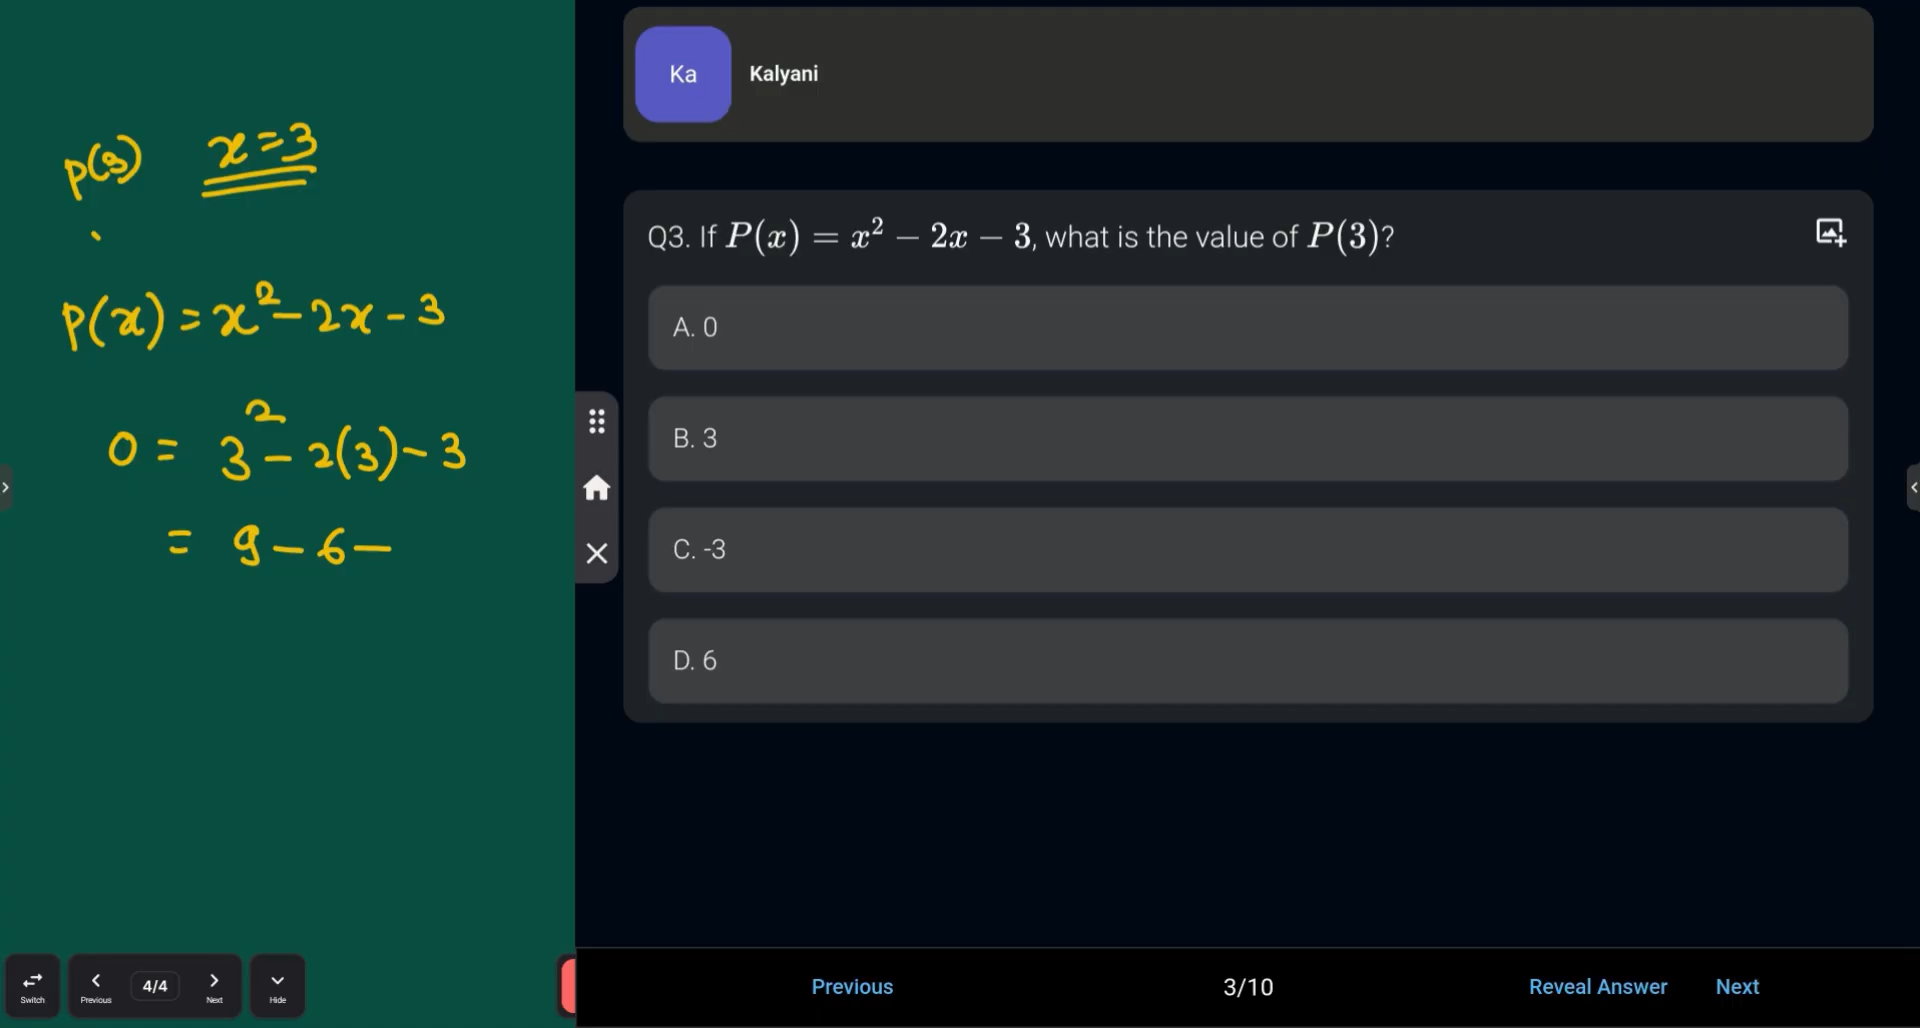 p(3) x=3
p(x) = x² - 2x - 3
0 = 3² - 2(3) - 3
= 9 - 6 -
Switch
Previous
4/4
Next
Hide
Ka
Kalyani
Q3. If P(x) = x² − 2x − 3, what is the value of P(3)?
A. 0
B. 3
C. -3
D. 6
Previous
3/10
Reveal Answer
Next